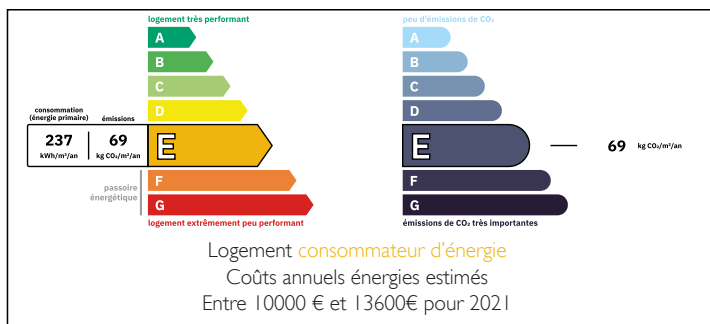 logement très performant
A
B
C
D
consommation
(énergie primaire)
émissions
237
kWh/m²/an
69
kg CO₂/m²/an
E
passoire
énergétique
F
G
logement extrêmement peu performant
peu d'émissions de CO₂
A
B
C
D
E
69 kg CO₂/m²/an
F
G
émissions de CO₂ très importantes
Logement consommateur d'énergie
Coûts annuels énergies estimés
Entre 10000 € et 13600€ pour 2021